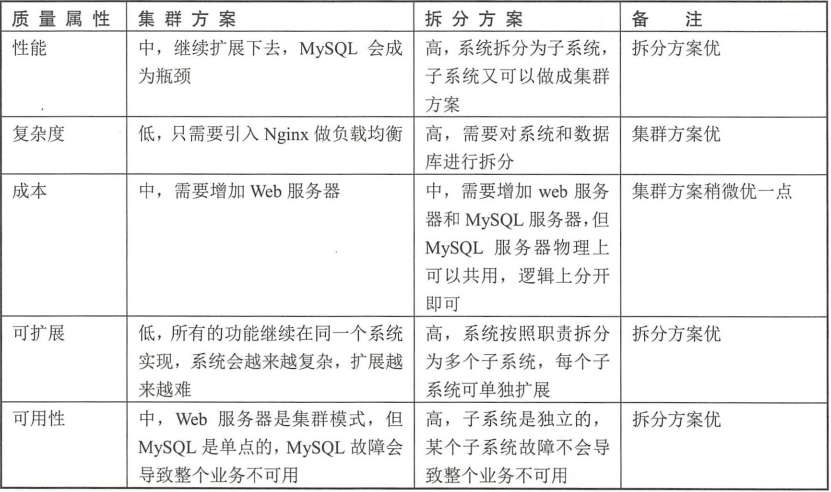 质量属性 集群方案 拆分方案 备注
性能 中，继续扩展下去，MySQL 会成 高，系统拆分为子系统， 拆分方案优
为瓶颈 子系统又可以做成集群
方案
复杂度 低，只需要引入 Nginx 做负载均衡 高，需要对系统和数据 集群方案优
库进行拆分
成本 中，需要增加 Web 服务器 中，需要增加 web 服务 集群方案稍微优一点
器和 MySQL 服务器，但
MySQL 服务器物理上
可以共用，逻辑上分开
即可
可扩展 低，所有的功能继续在同一个系统 高，系统按照职责拆分 拆分方案优
实现，系统会越来越复杂，扩展越 为多个子系统，每个子
来越难 系统可单独扩展
可用性 中，Web 服务器是集群模式，但 高，子系统是独立的， 拆分方案优
MySQL 是单点的，MySQL 故障会 某个子系统故障不会导
导致整个业务不可用 致整个业务不可用